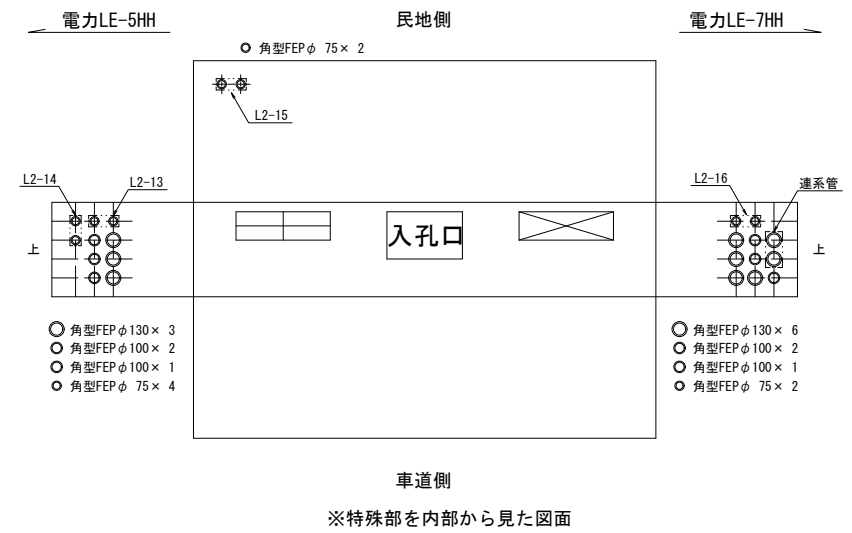 電力LE-5HH
民地側
電力LE-7HH
角型FEPφ 75× 2
L2-15
L2-14
L2-13
L2-16
連系管
上
入孔口
上
角型FEPφ130× 3
角型FEPφ100× 2
角型FEPφ100× 1
角型FEPφ 75× 4
角型FEPφ130× 6
角型FEPφ100× 2
角型FEPφ100× 1
角型FEPφ 75× 2
車道側
※特殊部を内部から見た図面